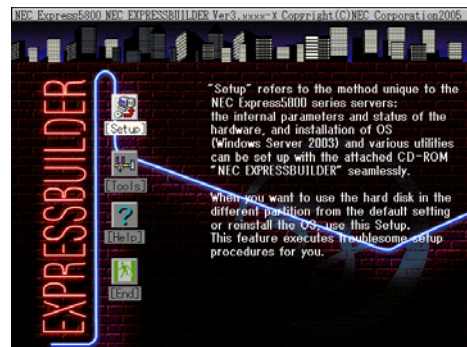 NEC Express5800 NEC EXPRESSBUILDER Ver3.xxxx-X Copyright(C)NEC Corporation2005
EXPRESSBUILDER
[Setup]
[Tools]
[Help]
[End]
"Setup" refers to the method unique to the
NEC Express5800 series servers:
the internal parameters and status of the
hardware, and installation of OS
(Windows Server 2003) and various utilities
can be set up with the attached CD-ROM
"NEC EXPRESSBUILDER" seamlessly.
When you want to use the hard disk in the
different partition from the default setting
or reinstall the OS, use this Setup.
This feature executes troublesome setup
procedures for you.